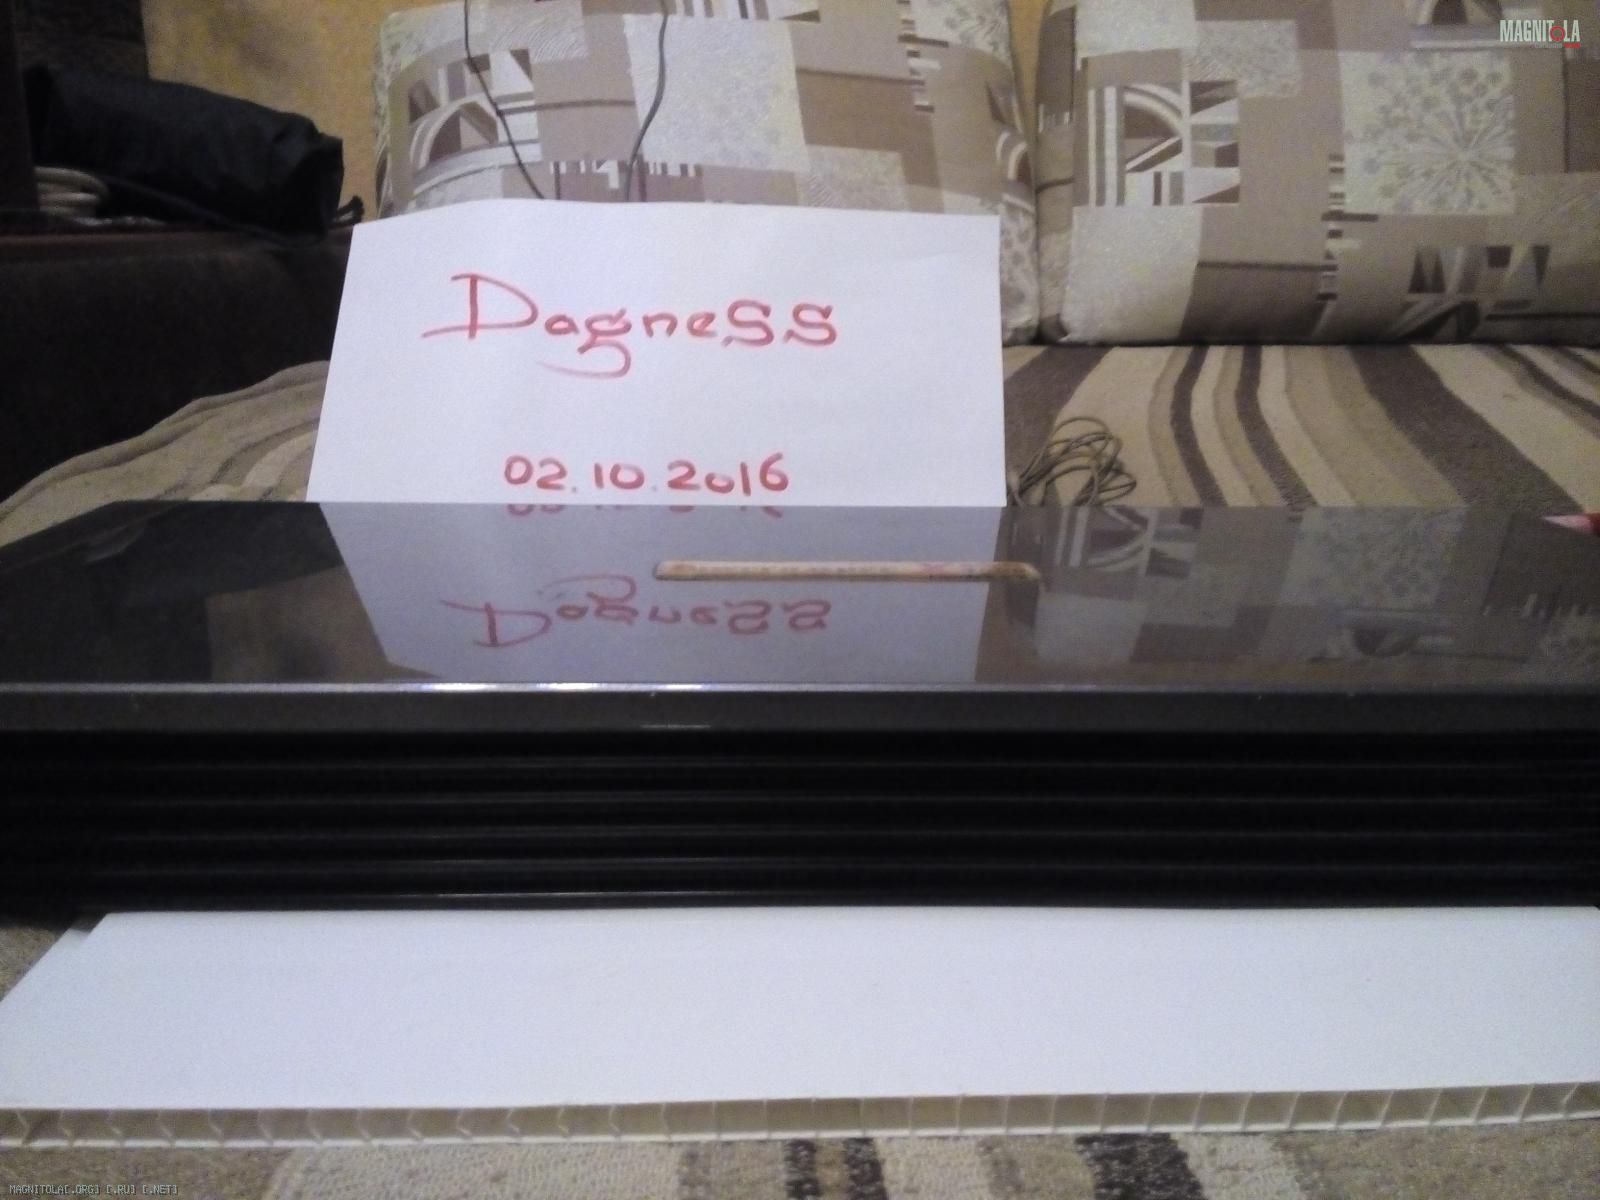 MAGNITOLA
DagneSS
02.10.2016
MAGNITOLA[.ORG] [.RU] [.NET]